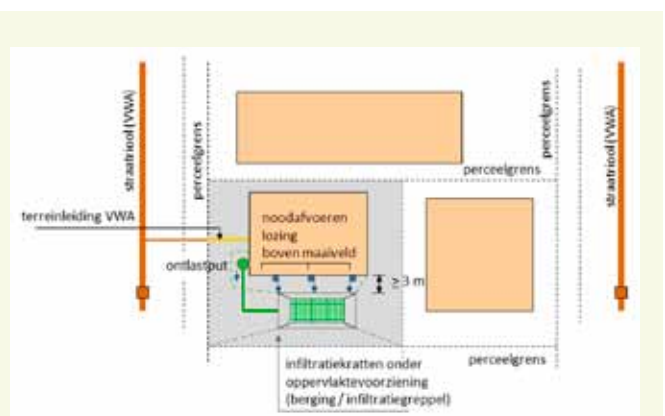 straatriool (VWA)
perceelgrens
perceelgrens
straatriool (VWA)
perceelgrens
terreinleiding VWA
noodafvoeren
lozing
boven maaiveld
ontlastput
≥ 3 m
perceelgrens
infiltratiekratten onder
oppervlaktevoorziening
(berging / infiltratiegreppel)